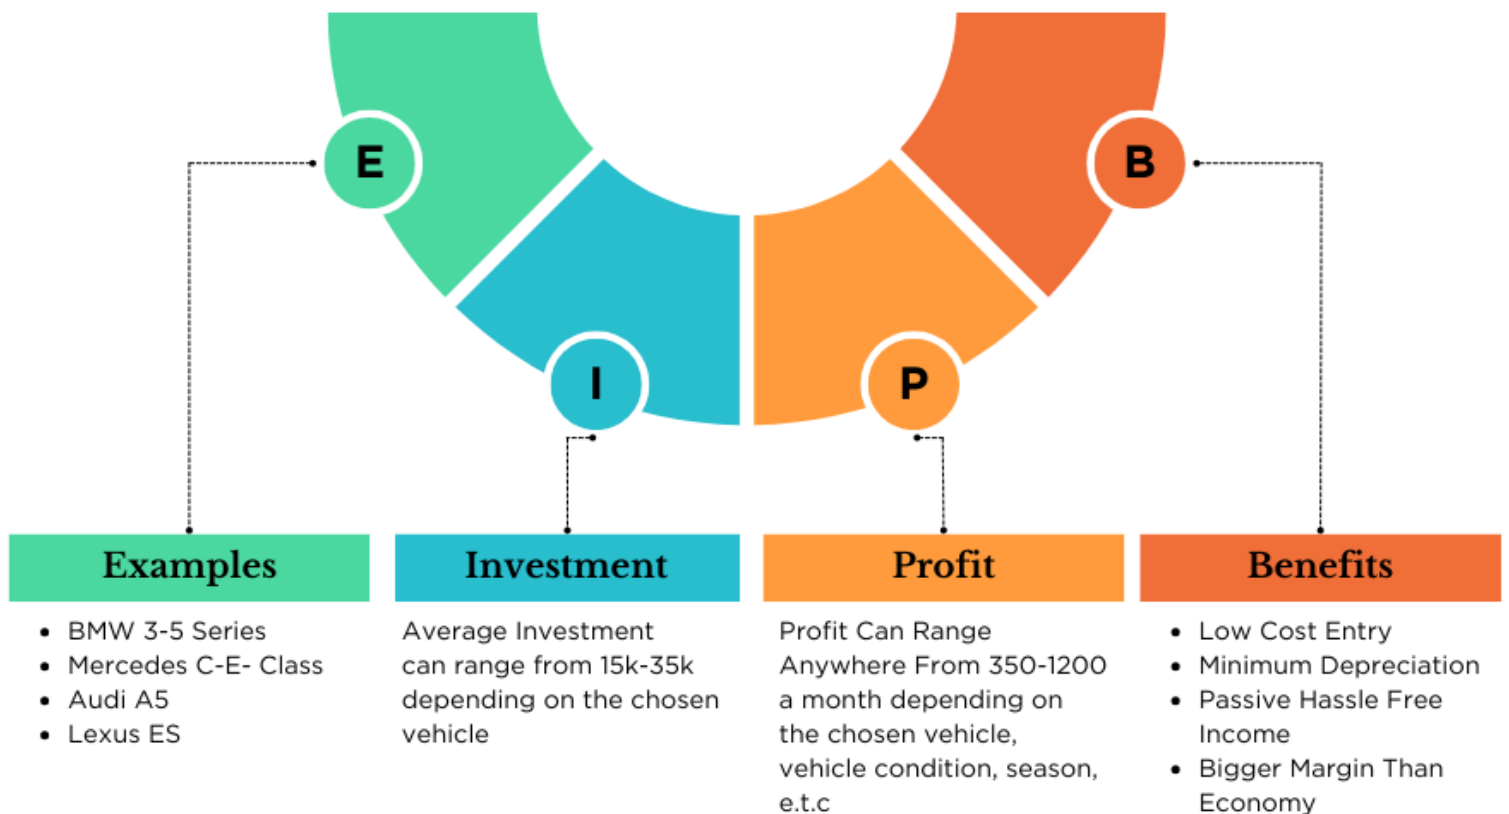 E
B
I
P
Examples
• BMW 3-5 Series
• Mercedes C-E- Class
• Audi A5
• Lexus ES
Investment
Average Investment
can range from 15k-35k
depending on the chosen
vehicle
Profit
Profit Can Range
Anywhere From 350-1200
a month depending on
the chosen vehicle,
vehicle condition, season,
e.t.c
Benefits
• Low Cost Entry
• Minimum Depreciation
• Passive Hassle Free
Income
• Bigger Margin Than
Economy